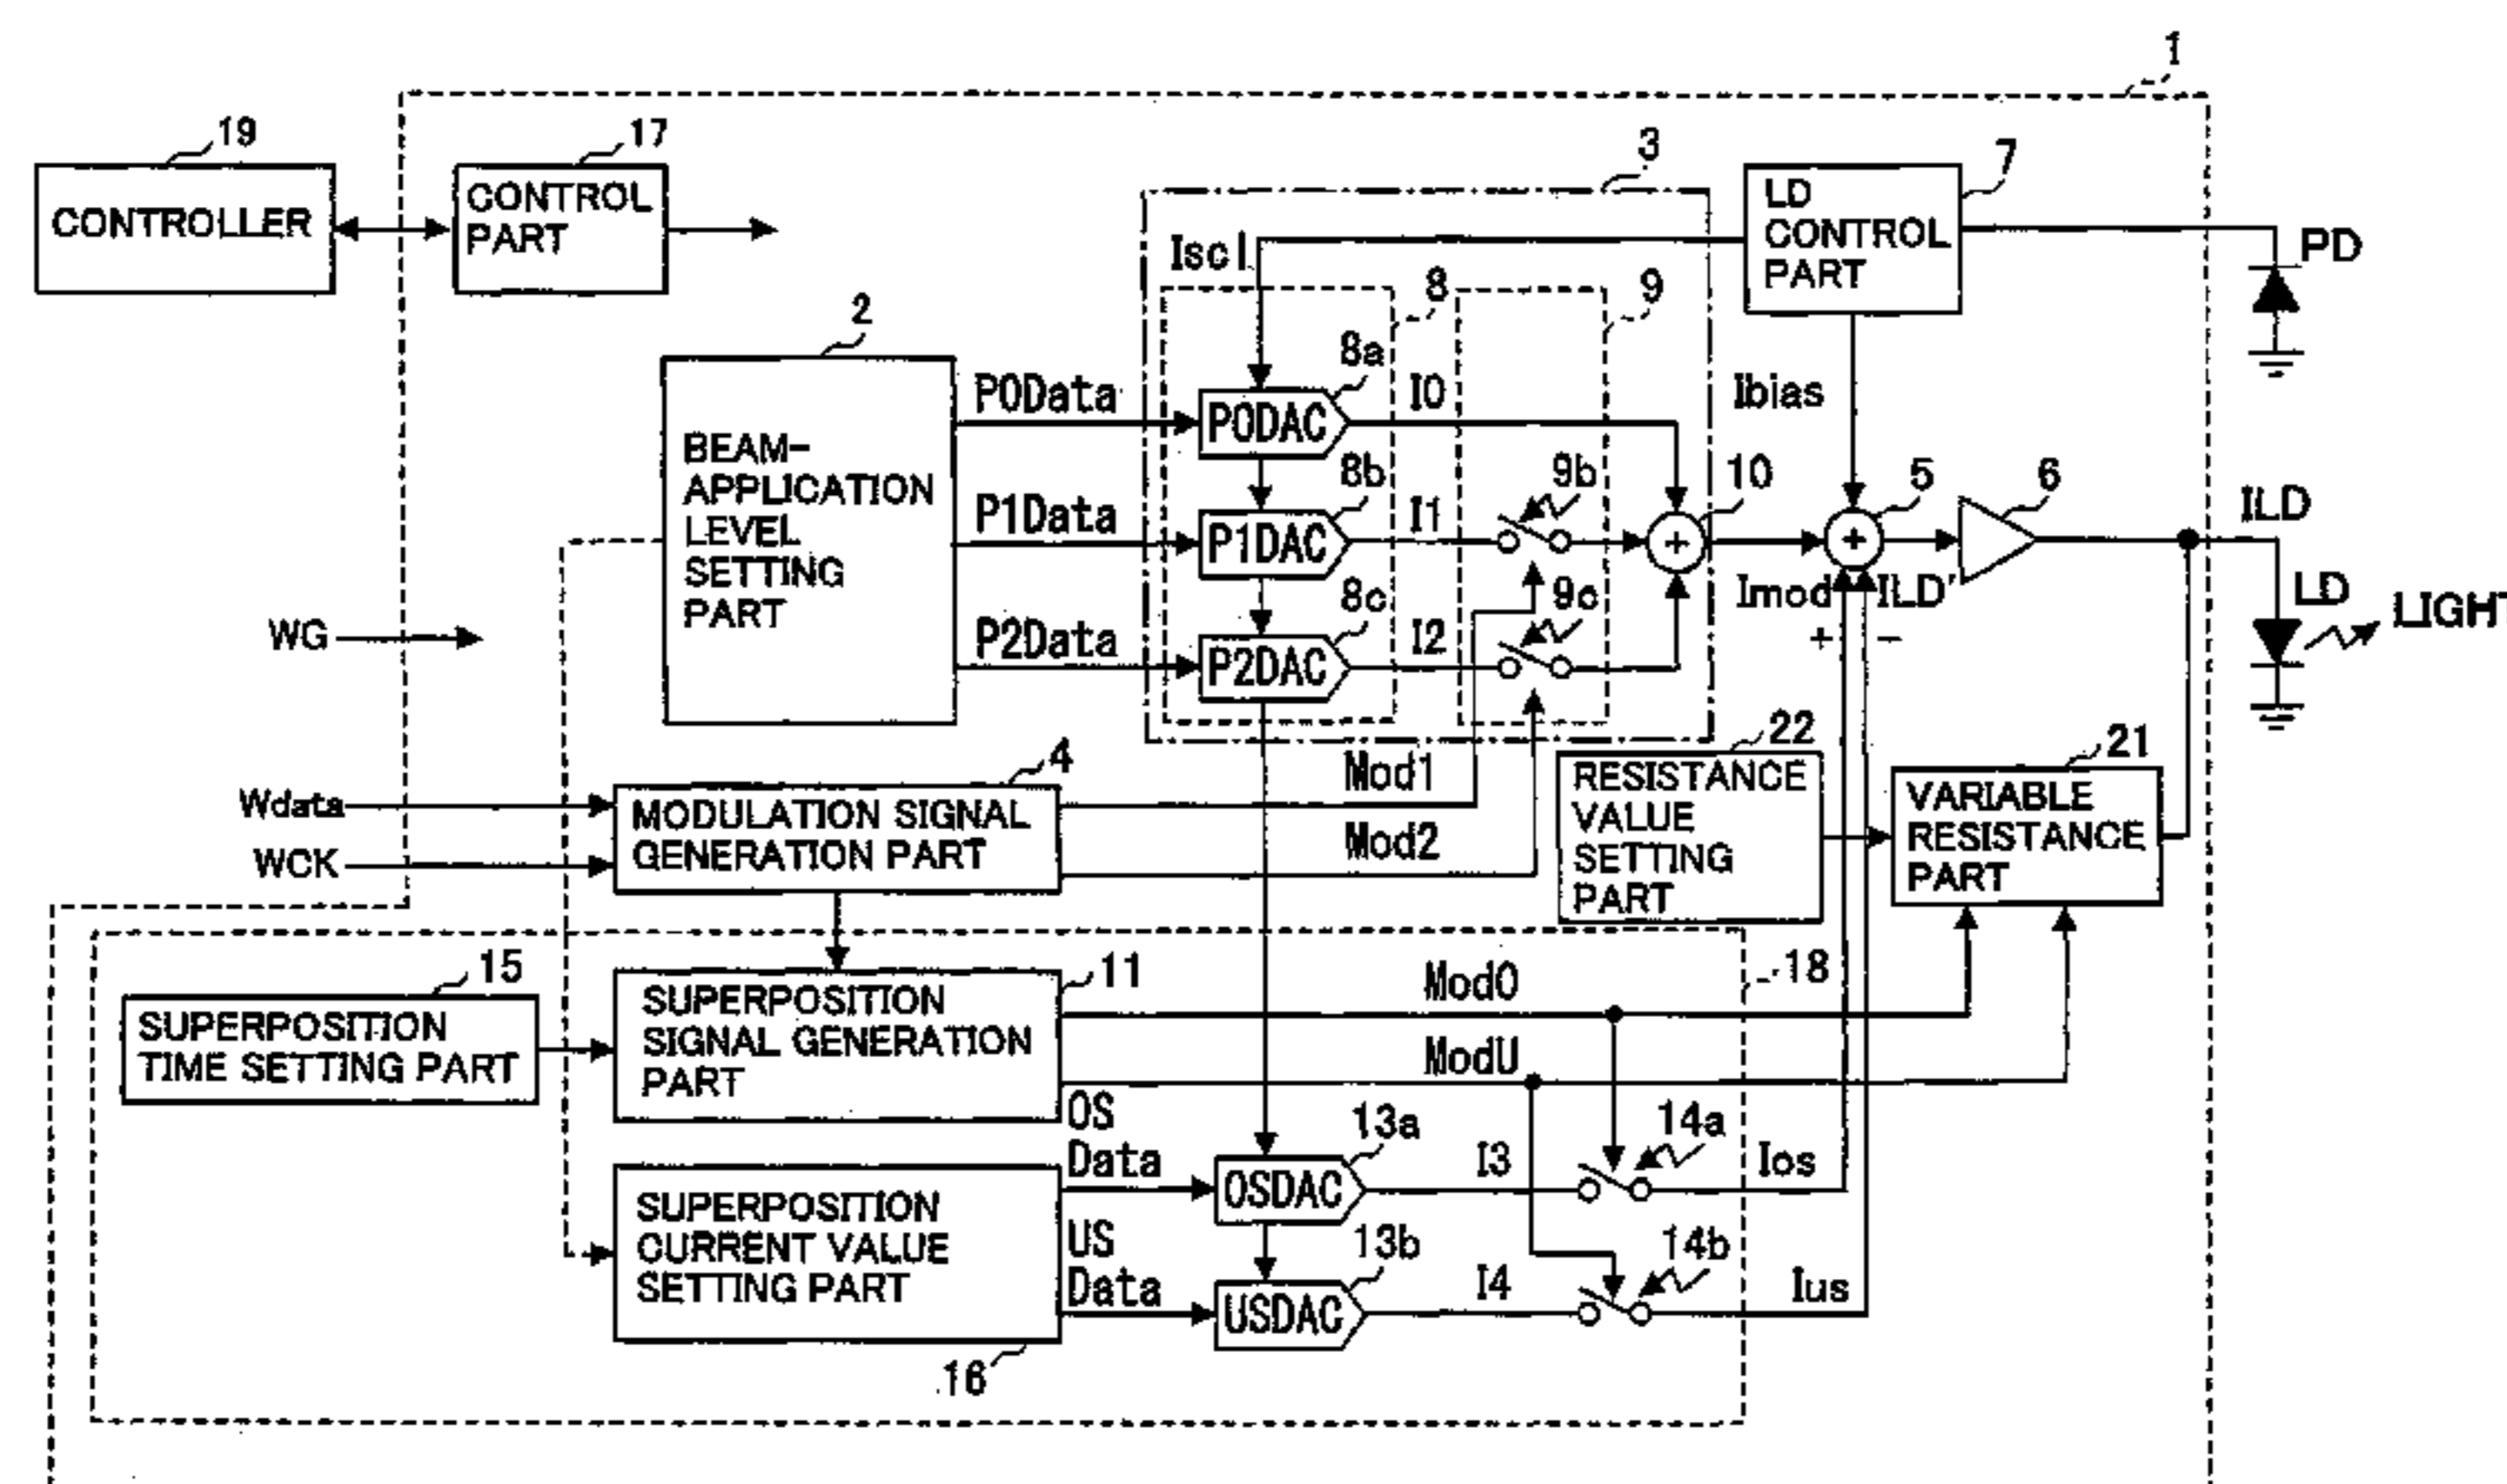 1
19
17
3
7
CONTROLLER
CONTROL
PART
LD
CONTROL
PART
PD
Iscl
8
9
2
8a
P0Data
P0DAC
I0
Ibias
BEAM-
APPLICATION
LEVEL
SETTING
PART
8b
9b
10
5
6
ILD
P1Data
P1DAC
I1
+
+
8c
9c
Imod
ILD'
LD
LIGHT
WG
P2Data
P2DAC
I2
+
−
22
21
4
Mod1
RESISTANCE
VALUE
SETTING
PART
VARIABLE
RESISTANCE
PART
Wdata
WCK
MODULATION SIGNAL
GENERATION PART
Mod2
15
11
18
SUPERPOSITION
TIME SETTING PART
SUPERPOSITION
SIGNAL GENERATION
PART
ModO
ModU
OS
Data
13a
OSDAC
I3
14a
Ios
SUPERPOSITION
CURRENT VALUE
SETTING PART
US
Data
13b
USDAC
I4
14b
Ius
16